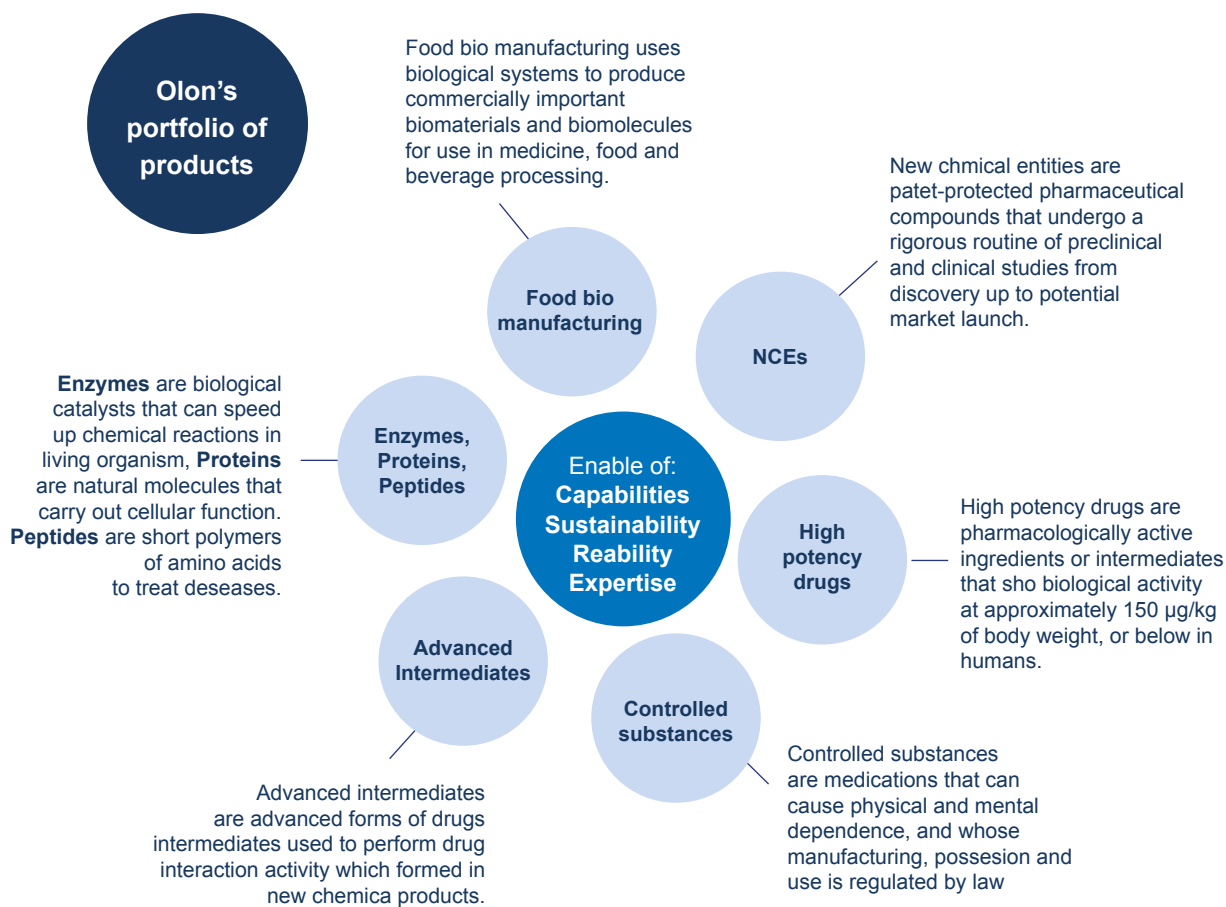 Olon's
portfolio of
products
Food bio manufacturing uses
biological systems to produce
commercially important
biomaterials and biomolecules
for use in medicine, food and
beverage processing.
New chmical entities are
patet-protected pharmaceutical
compounds that undergo a
rigorous routine of preclinical
and clinical studies from
discovery up to potential
market launch.
Food bio
manufacturing
NCEs
Enzymes are biological
catalysts that can speed
up chemical reactions in
living organism, Proteins
are natural molecules that
carry out cellular function.
Peptides are short polymers
of amino acids
to treat deseases.
Enzymes,
Proteins,
Peptides
Enable of:
Capabilities
Sustainability
Reability
Expertise
High
potency
drugs
High potency drugs are
pharmacologically active
ingredients or intermediates
that sho biological activity
at approximately 150 µg/kg
of body weight, or below in
humans.
Advanced
Intermediates
Controlled
substances
Advanced intermediates
are advanced forms of drugs
intermediates used to perform drug
interaction activity which formed in
new chemica products.
Controlled substances
are medications that can
cause physical and mental
dependence, and whose
manufacturing, possesion and
use is regulated by law